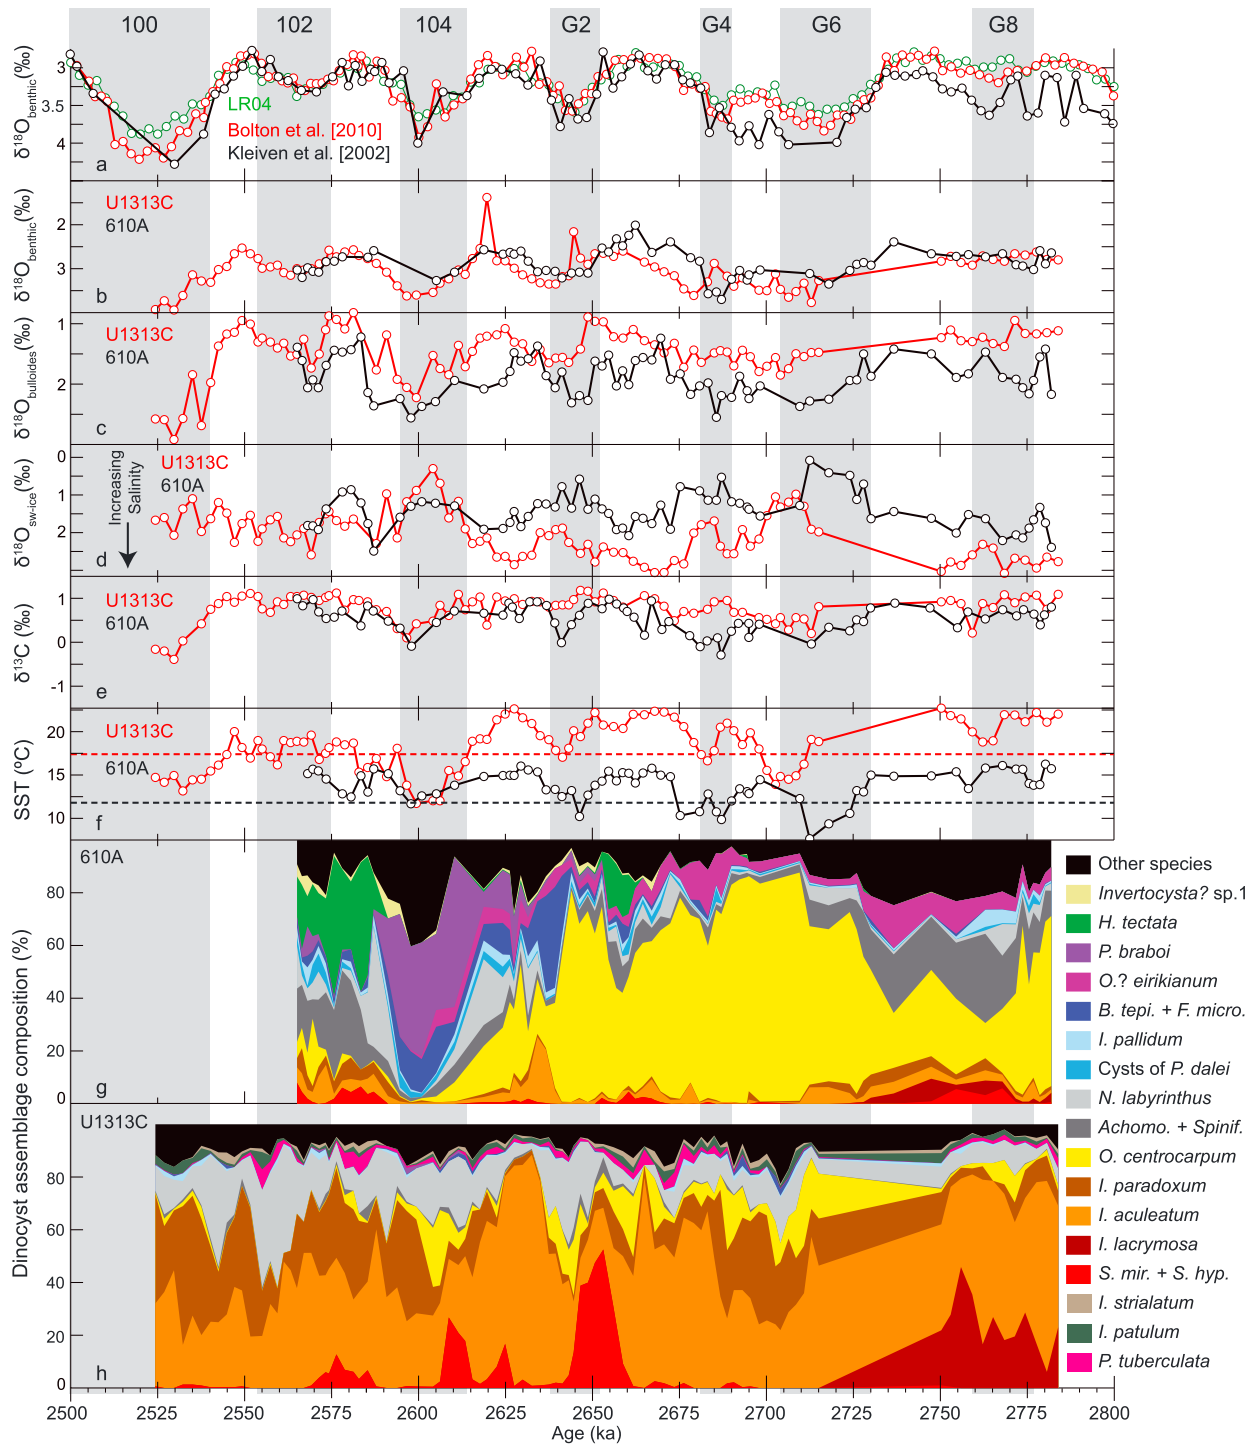 100 102 104 G2 G4 G6 G8
δ18Obenthic(‰)
3
3.5
4
LR04
Bolton et al. [2010]
Kleiven et al. [2002]
a
δ18Obenthic(‰)
2
3
U1313C
610A
b
δ18Obulloides(‰)
1
2
U1313C
610A
c
δ18Osw-ice(‰)
0
1
2
Increasing
Salinity
U1313C
610A
d
δ13C (‰)
1
0
-1
U1313C
610A
e
SST (ºC)
20
15
10
U1313C
610A
f
Dinocyst assemblage composition (%)
610A
80
60
40
20
0
g
U1313C
80
60
40
20
0
h
Other species
Invertocysta? sp.1
H. tectata
P. braboi
O.? eirikianum
B. tepi. + F. micro.
I. pallidum
Cysts of P. dalei
N. labyrinthus
Achomo. + Spinif.
O. centrocarpum
I. paradoxum
I. aculeatum
I. lacrymosa
S. mir. + S. hyp.
I. strialatum
I. patulum
P. tuberculata
2500 2525 2550 2575 2600 2625 2650 2675 2700 2725 2750 2775 2800
Age (ka)